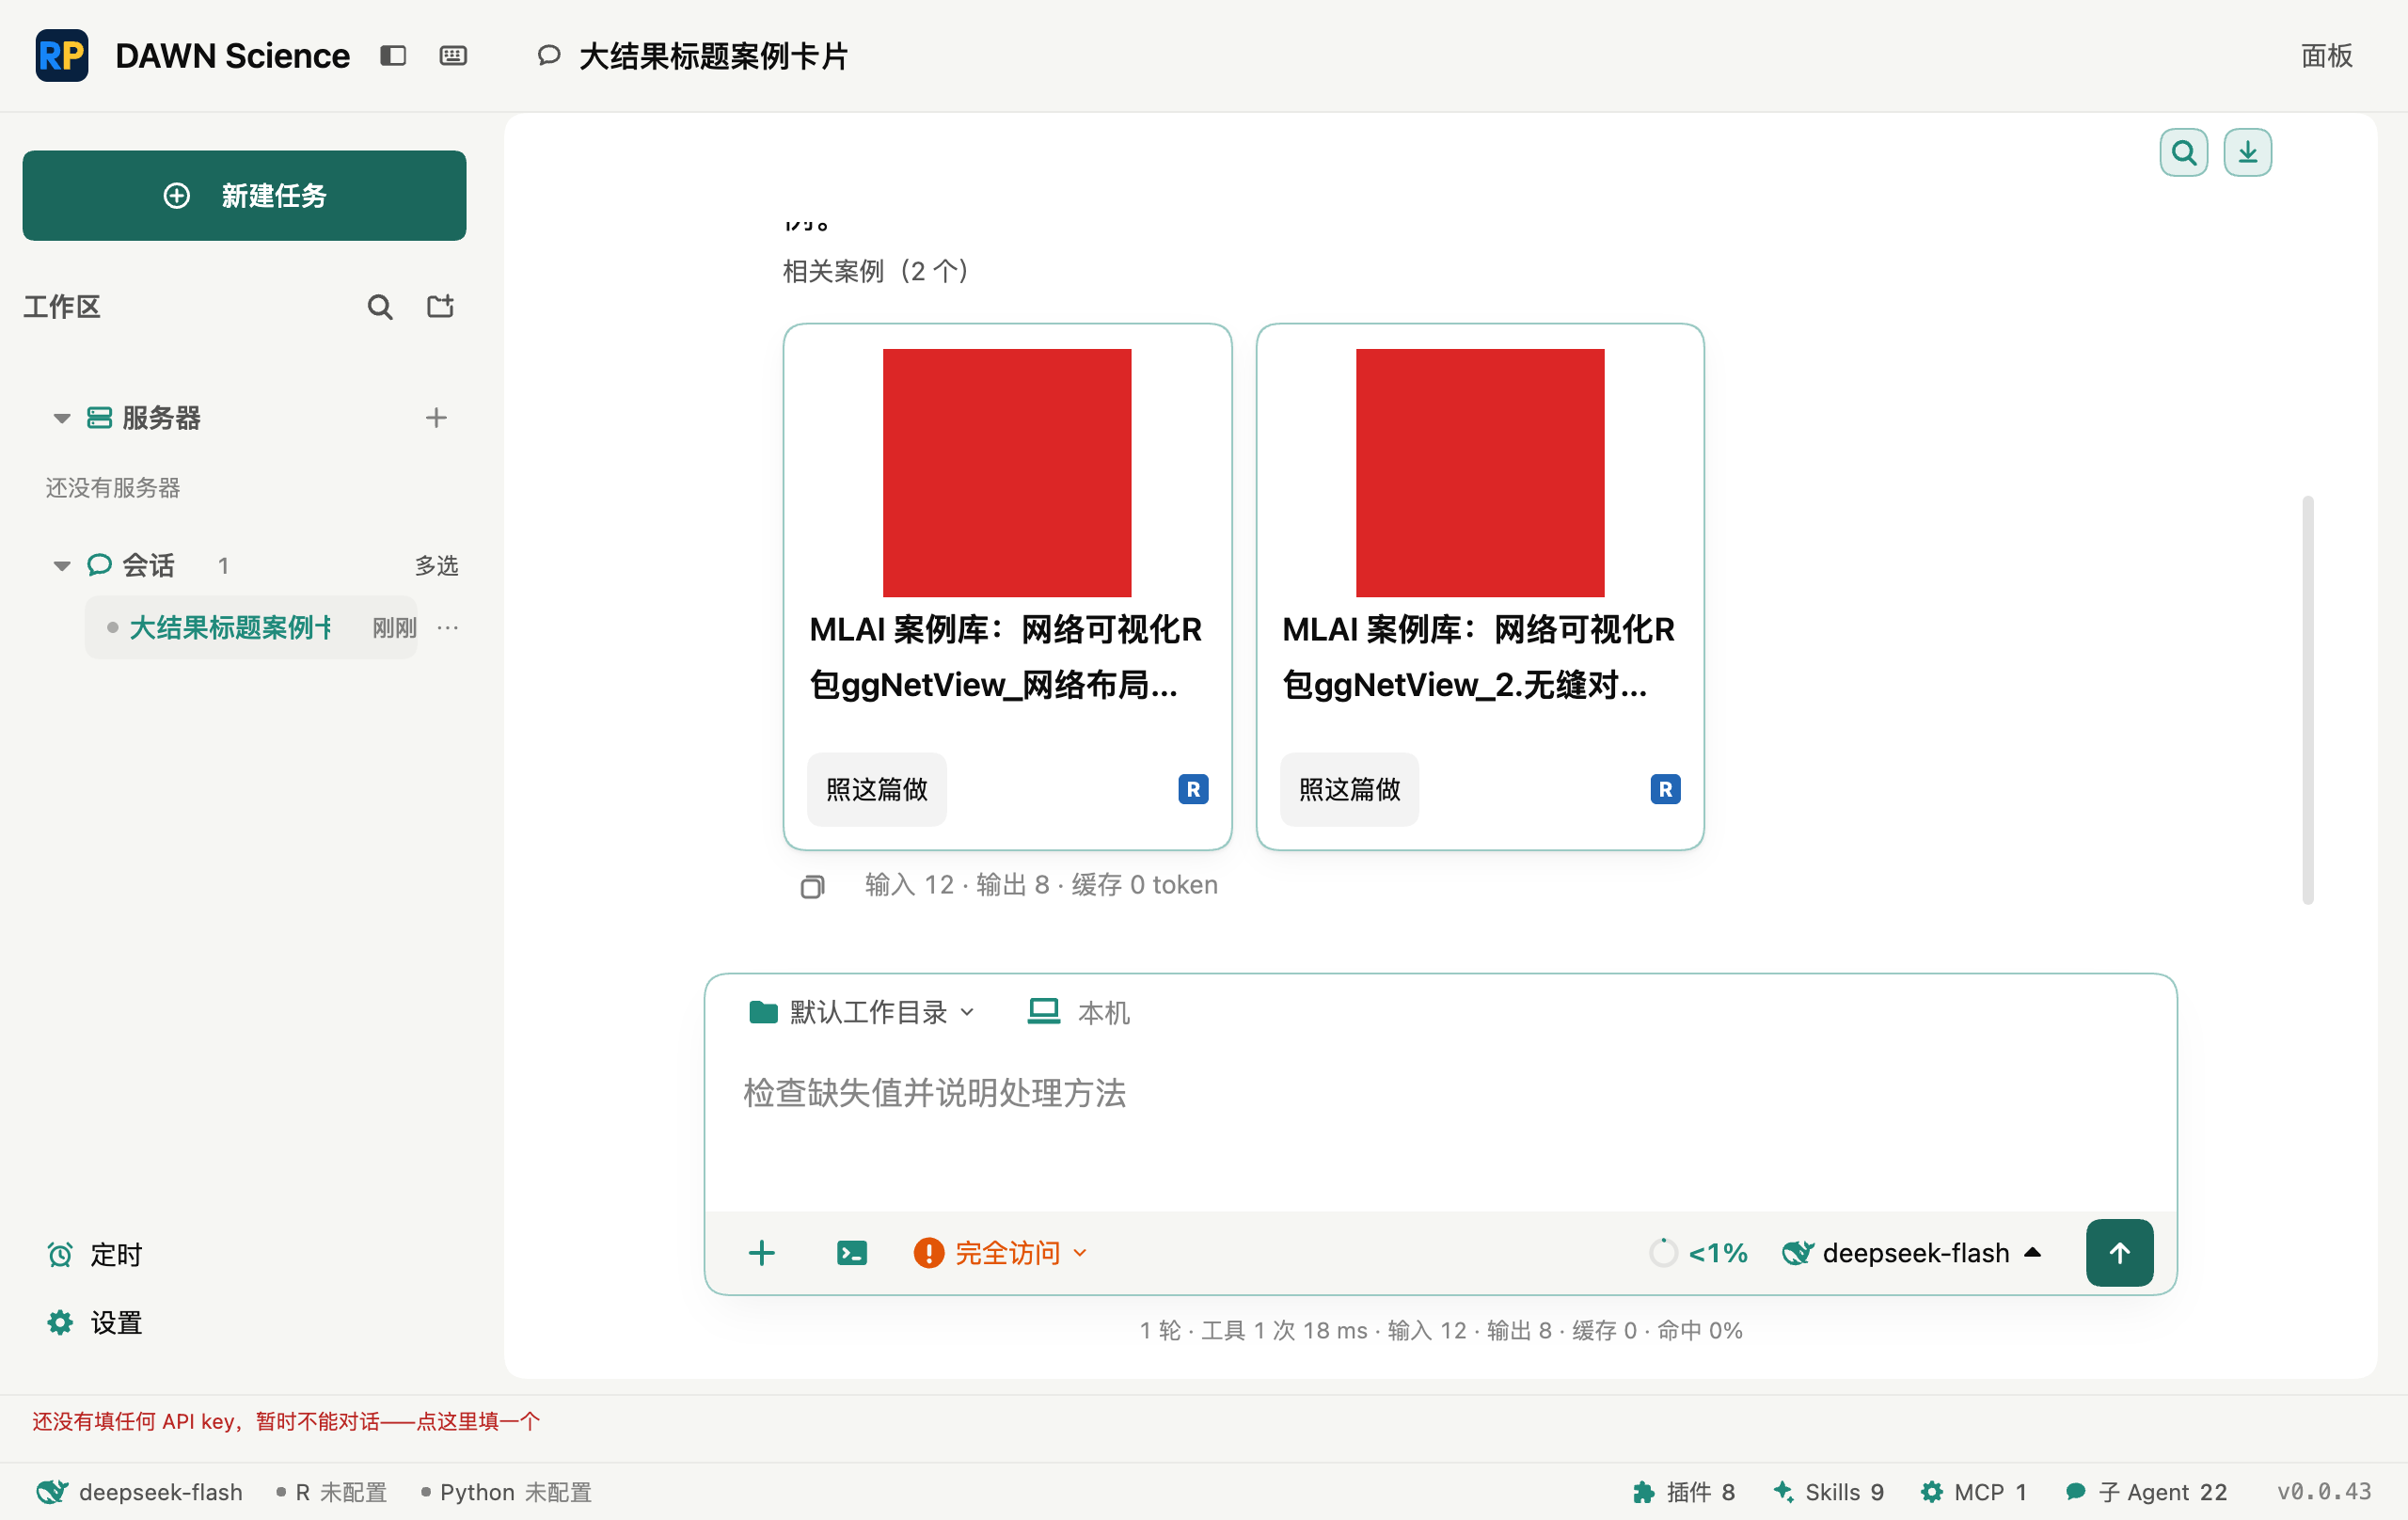 RP DAWN Science
大结果标题案例卡片
面板
新建任务
工作区
服务器
还没有服务器
会话 1 多选
大结果标题案例卡 刚刚 ...
定时
设置
相关案例（2 个）
MLAI 案例库：网络可视化R
包ggNetView_网络布局...
照这篇做
R
MLAI 案例库：网络可视化R
包ggNetView_2.无缝对...
照这篇做
R
输入 12 · 输出 8 · 缓存 0 token
默认工作目录 本机
检查缺失值并说明处理方法
完全访问
<1% deepseek-flash
1 轮 · 工具 1 次 18 ms · 输入 12 · 输出 8 · 缓存 0 · 命中 0%
还没有填任何 API key，暂时不能对话——点这里填一个
deepseek-flash R 未配置 Python 未配置
插件 8 Skills 9 MCP 1 子 Agent 22 v0.0.43